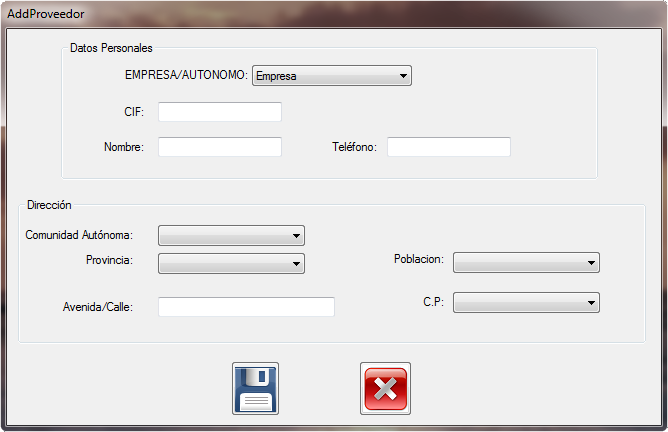 AddProveedor
Datos Personales
EMPRESA/AUTONOMO: Empresa
CIF:
Nombre: Teléfono:
Dirección
Comunidad Autónoma:
Provincia: Poblacion:
Avenida/Calle: C.P: